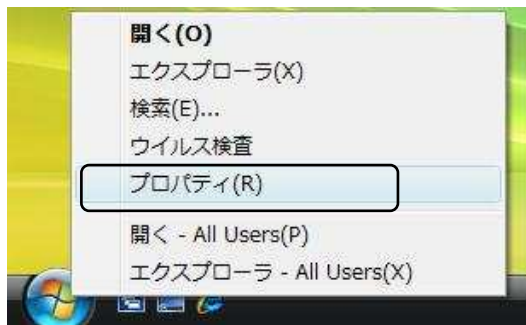 開く(O)
エクスプローラ(X)
検索(E)...
ウイルス検査
プロパティ(R)
開く - All Users(P)
エクスプローラ - All Users(X)